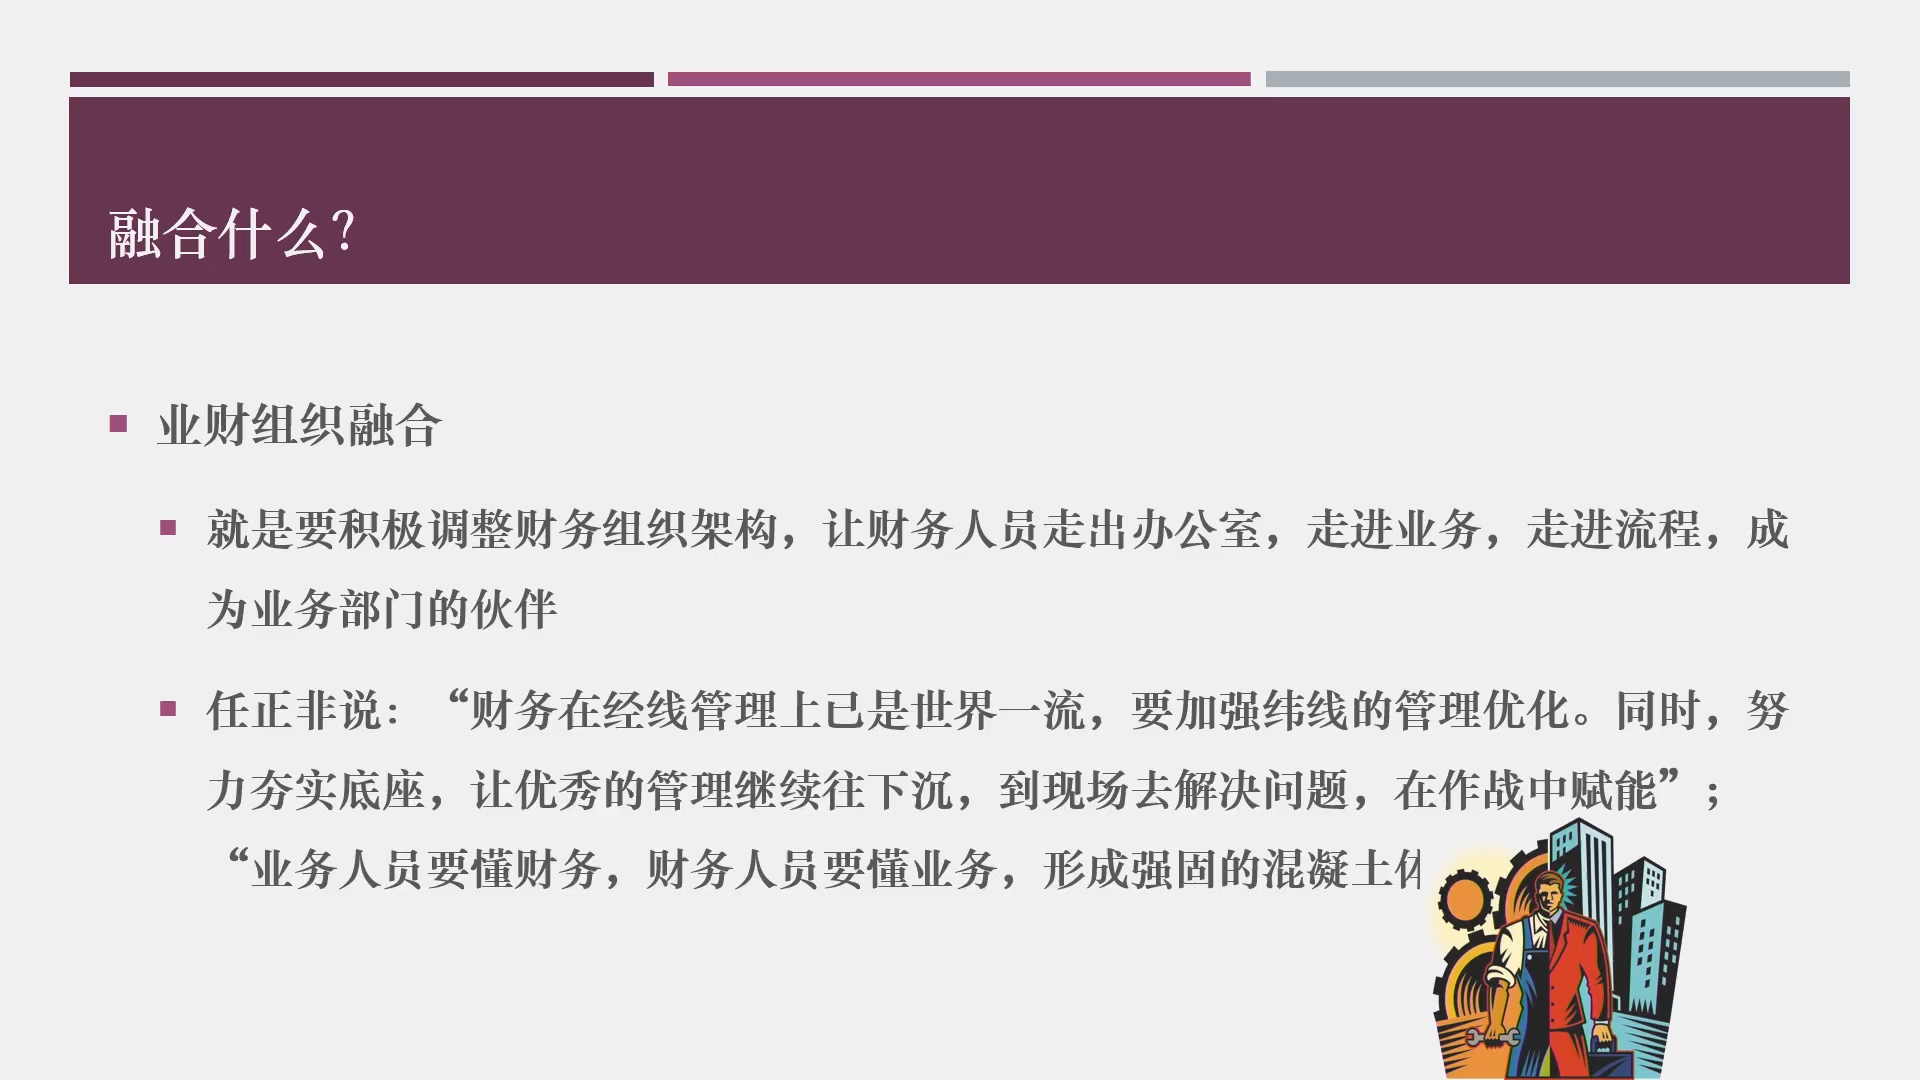 融合什么？
业财组织融合
就是要积极调整财务组织架构，让财务人员走出办公室，走进业务，走进流程，成
为业务部门的伙伴
任正非说：“财务在经线管理上已是世界一流，要加强纬线的管理优化。同时，努
力夯实底座，让优秀的管理继续往下沉，到现场去解决问题，在作战中赋能”；
“业务人员要懂财务，财务人员要懂业务，形成强固的混凝土